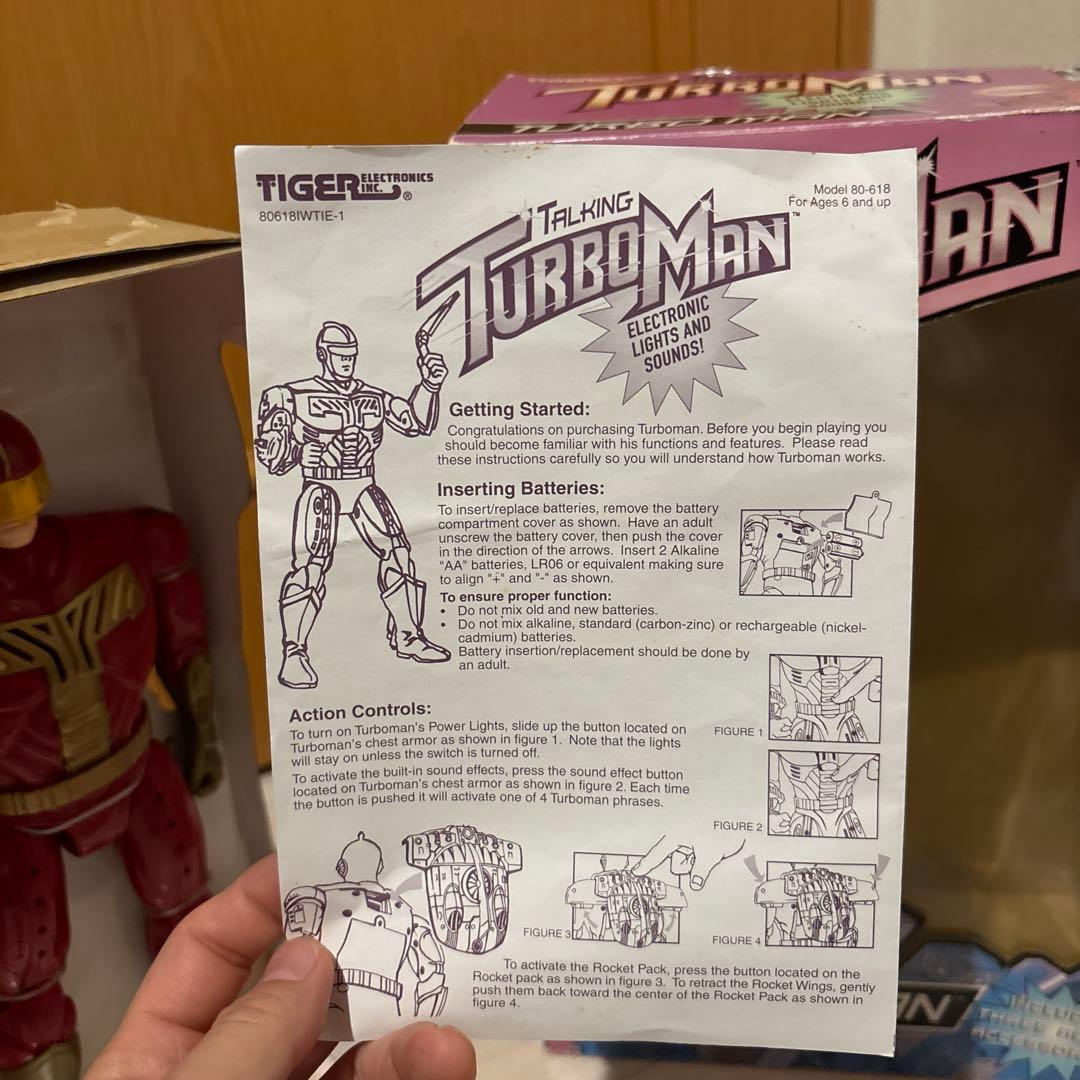 TURBOMAN
TURBO MAN
MAN
TIGER ELECTRONICS INC. ®
80618IWTIE-1
Model 80-618
For Ages 6 and up
TALKING
TURBOMAN™
ELECTRONIC
LIGHTS AND
SOUNDS!
Getting Started:
Congratulations on purchasing Turboman. Before you begin playing you
should become familiar with his functions and features. Please read
these instructions carefully so you will understand how Turboman works.
Inserting Batteries:
To insert/replace batteries, remove the battery
compartment cover as shown. Have an adult
unscrew the battery cover, then push the cover
in the direction of the arrows. Insert 2 Alkaline
"AA" batteries, LR06 or equivalent making sure
to align "+" and "-" as shown.
To ensure proper function:
• Do not mix old and new batteries.
• Do not mix alkaline, standard (carbon-zinc) or rechargeable (nickel-
cadmium) batteries.
Battery insertion/replacement should be done by
an adult.
Action Controls:
To turn on Turboman's Power Lights, slide up the button located on
Turboman's chest armor as shown in figure 1. Note that the lights
will stay on unless the switch is turned off.
FIGURE 1
To activate the built-in sound effects, press the sound effect button
located on Turboman's chest armor as shown in figure 2. Each time
the button is pushed it will activate one of 4 Turboman phrases.
FIGURE 2
FIGURE 3
FIGURE 4
To activate the Rocket Pack, press the button located on the
Rocket pack as shown in figure 3. To retract the Rocket Wings, gently
push them back toward the center of the Rocket Pack as shown in
figure 4.